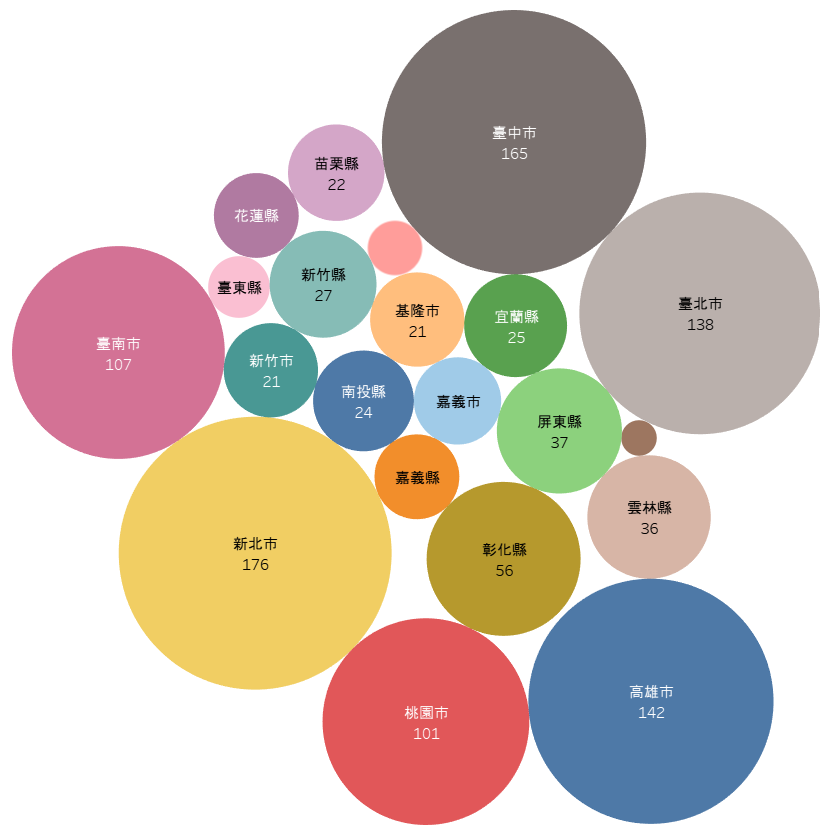 臺中市
165
苗栗縣
22
花蓮縣
臺東縣
新竹縣
27
基隆市
21
宜蘭縣
25
臺北市
138
臺南市
107
新竹市
21
南投縣
24
嘉義市
屏東縣
37
嘉義縣
雲林縣
36
新北市
176
彰化縣
56
桃園市
101
高雄市
142